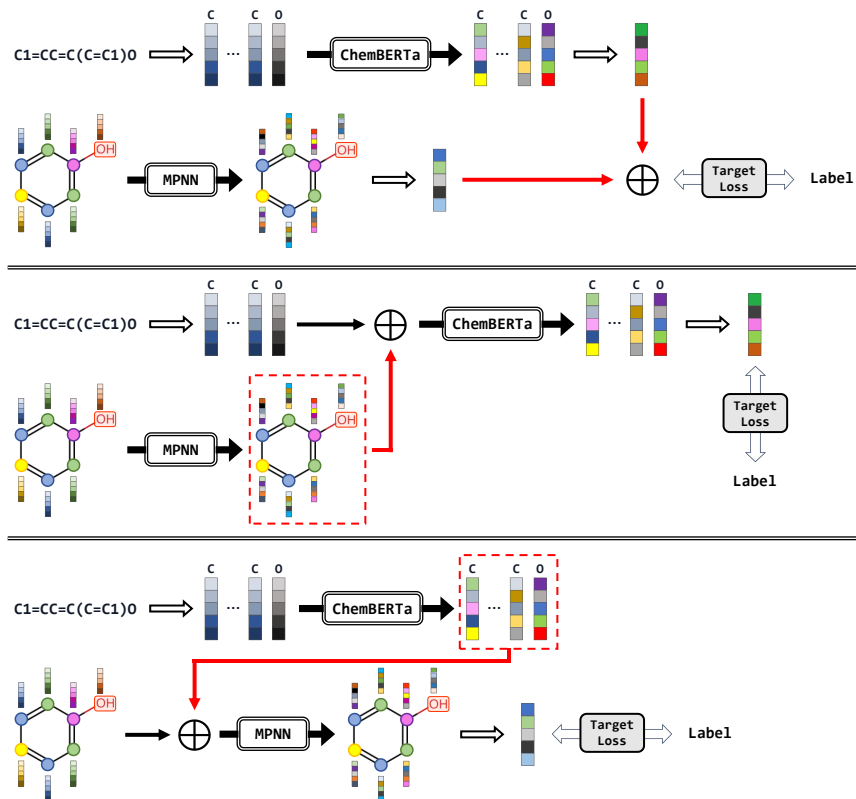 C C O
C C O
C1=CC=C(C=C1)O
...
ChemBERTa
...
OH
MPNN
OH
Target
Loss
Label
C C O
C C O
C1=CC=C(C=C1)O
...
ChemBERTa
...
OH
MPNN
OH
Target
Loss
Label
C C O
C C O
C1=CC=C(C=C1)O
...
ChemBERTa
...
OH
MPNN
OH
Target
Loss
Label